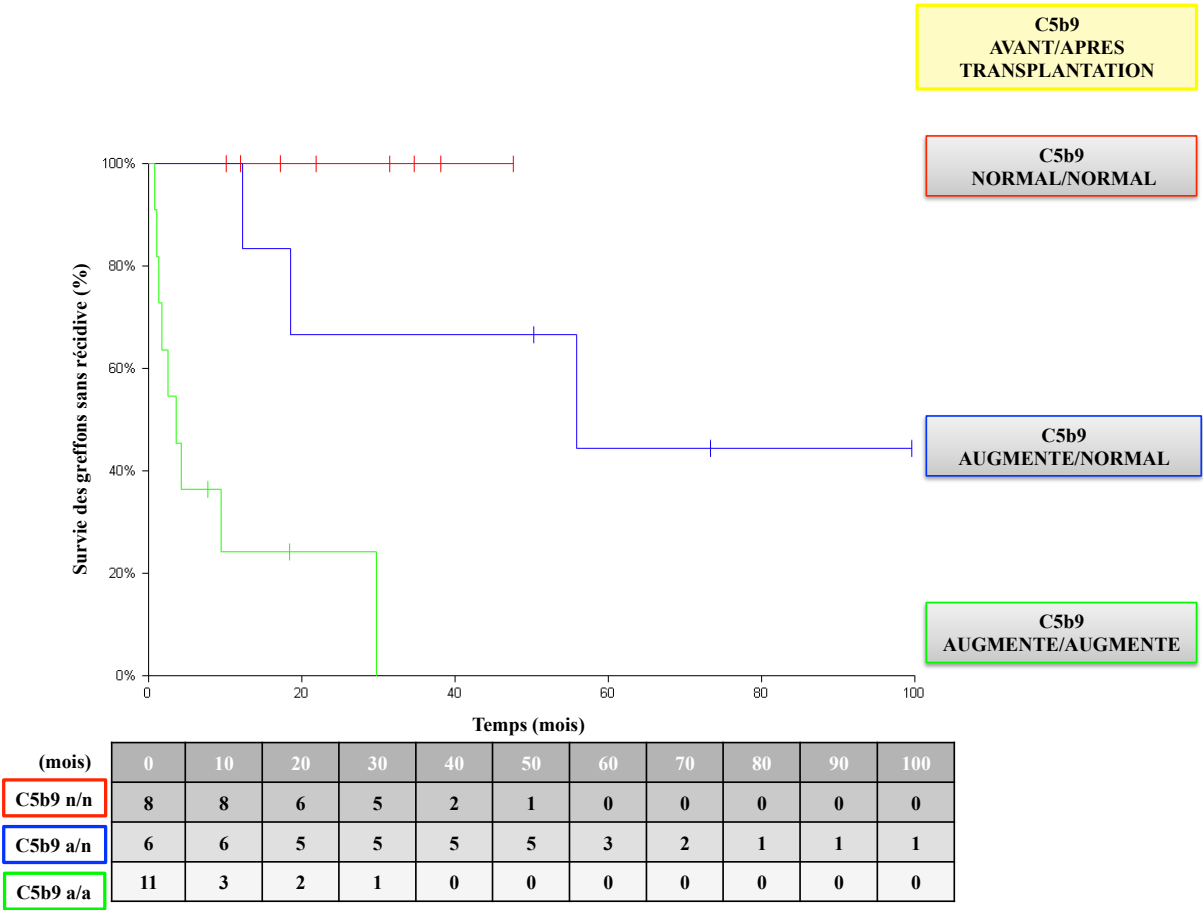 C5b9
AVANT/APRES
TRANSPLANTATION
C5b9
NORMAL/NORMAL
C5b9
AUGMENTE/NORMAL
C5b9
AUGMENTE/AUGMENTE
Survie des greffons sans récidive (%)
100%
80%
60%
40%
20%
0%
0 20 40 60 80 100
Temps (mois)
(mois) 0 10 20 30 40 50 60 70 80 90 100
C5b9 n/n 8 8 6 5 2 1 0 0 0 0 0
C5b9 a/n 6 6 5 5 5 5 3 2 1 1 1
C5b9 a/a 11 3 2 1 0 0 0 0 0 0 0